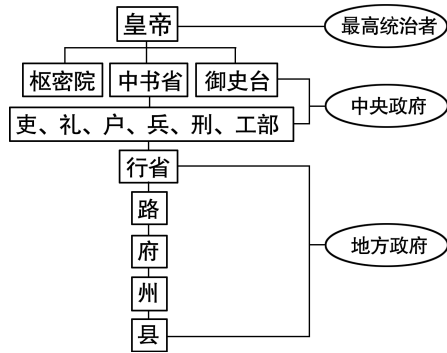 皇帝
最高统治者
枢密院
中书省
御史台
中央政府
吏、礼、户、兵、刑、工部
行省
路
府
地方政府
州
县